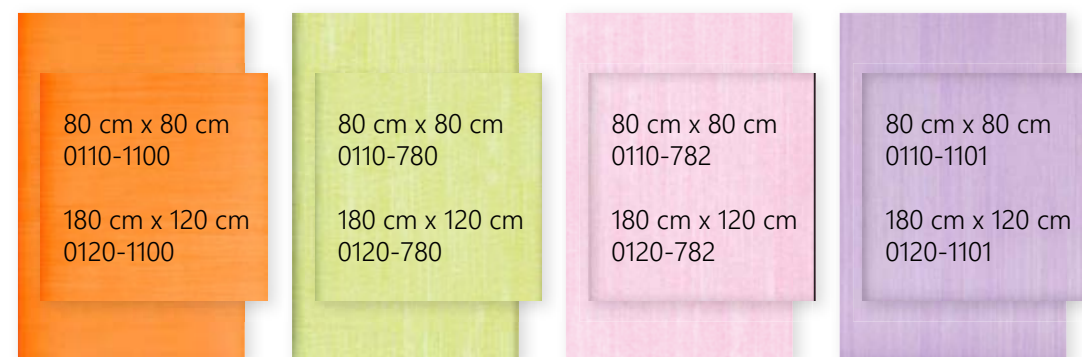 80 cm x 80 cm
0110-1100
180 cm x 120 cm
0120-1100
80 cm x 80 cm
0110-780
180 cm x 120 cm
0120-780
80 cm x 80 cm
0110-782
180 cm x 120 cm
0120-782
80 cm x 80 cm
0110-1101
180 cm x 120 cm
0120-1101